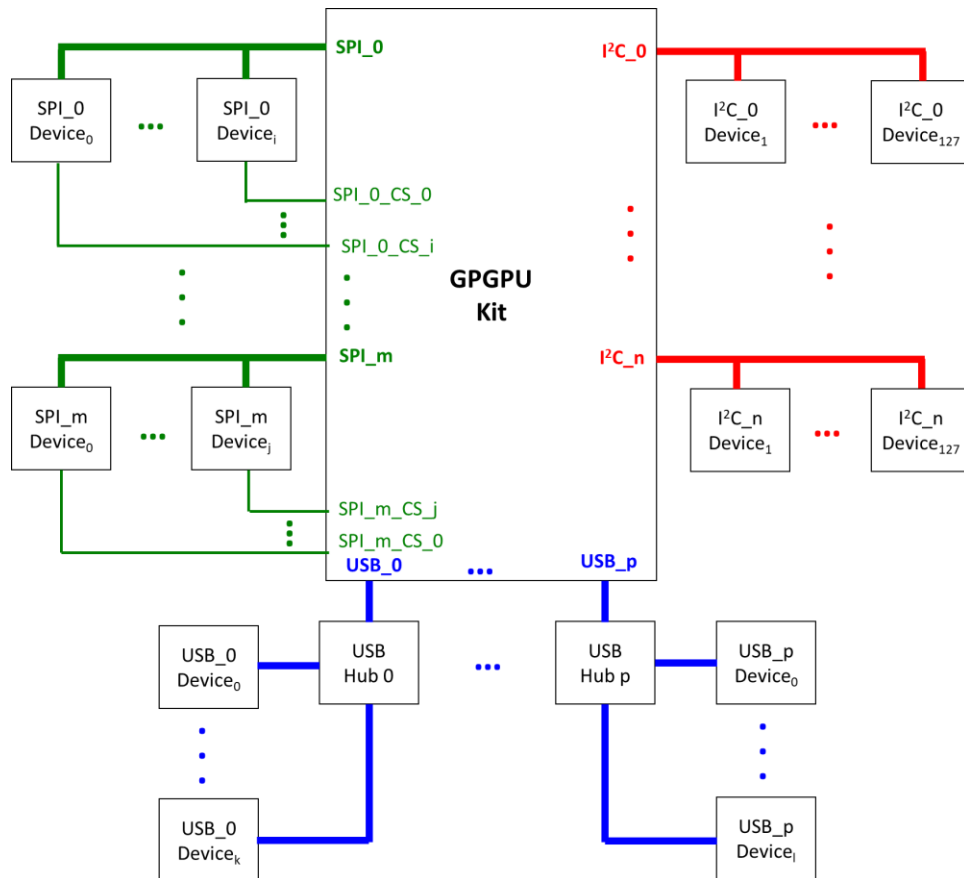 SPI_0
I²C_0
SPI_0
Device₀
SPI_0
Deviceᵢ
I²C_0
Device₁
I²C_0
Device₁₂₇
SPI_0_CS_0
SPI_0_CS_i
GPGPU
Kit
SPI_m
I²C_n
SPI_m
Device₀
SPI_m
Deviceⱼ
I²C_n
Device₁
I²C_n
Device₁₂₇
SPI_m_CS_j
SPI_m_CS_0
USB_0
USB_p
USB_0
Device₀
USB
Hub 0
USB
Hub p
USB_p
Device₀
USB_0
Deviceₖ
USB_p
Deviceₗ